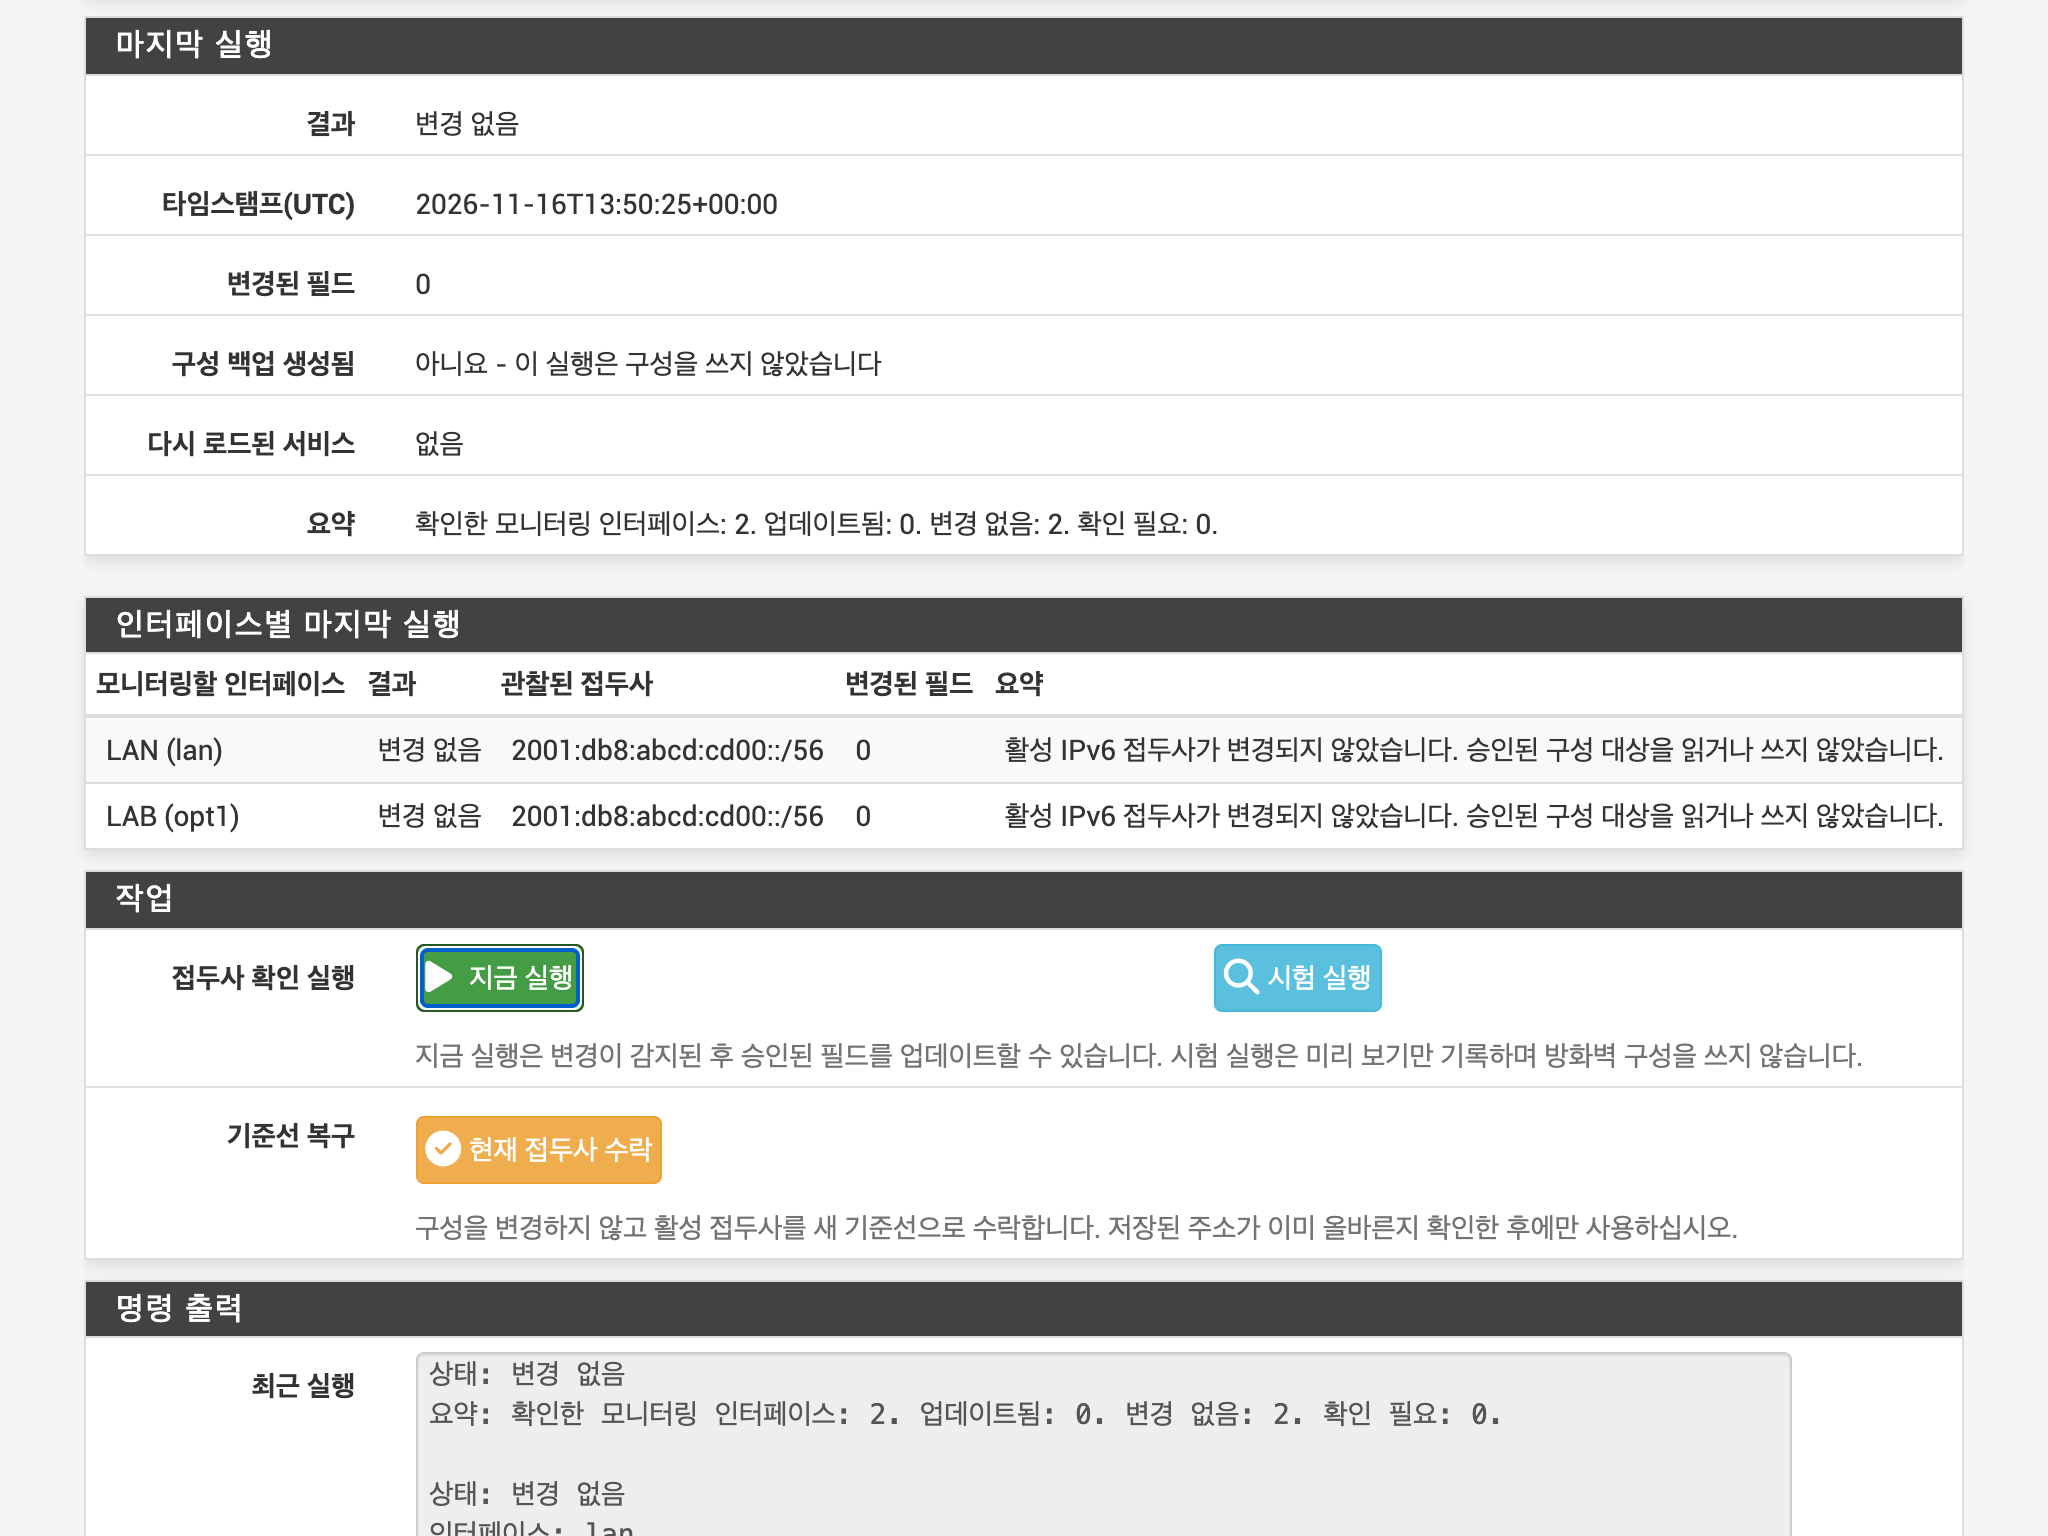 마지막 실행
결과 변경 없음
타임스탬프(UTC) 2026-11-16T13:50:25+00:00
변경된 필드 0
구성 백업 생성됨 아니요 - 이 실행은 구성을 쓰지 않았습니다
다시 로드된 서비스 없음
요약 확인한 모니터링 인터페이스: 2. 업데이트됨: 0. 변경 없음: 2. 확인 필요: 0.
인터페이스별 마지막 실행
모니터링할 인터페이스 결과 관찰된 접두사 변경된 필드 요약
LAN (lan) 변경 없음 2001:db8:abcd:cd00::/56 0 활성 IPv6 접두사가 변경되지 않았습니다. 승인된 구성 대상을 읽거나 쓰지 않았습니다.
LAB (opt1) 변경 없음 2001:db8:abcd:cd00::/56 0 활성 IPv6 접두사가 변경되지 않았습니다. 승인된 구성 대상을 읽거나 쓰지 않았습니다.
작업
접두사 확인 실행 지금 실행 시험 실행
지금 실행은 변경이 감지된 후 승인된 필드를 업데이트할 수 있습니다. 시험 실행은 미리 보기만 기록하며 방화벽 구성을 쓰지 않습니다.
기준선 복구 현재 접두사 수락
구성을 변경하지 않고 활성 접두사를 새 기준선으로 수락합니다. 저장된 주소가 이미 올바른지 확인한 후에만 사용하십시오.
명령 출력
최근 실행 상태: 변경 없음
요약: 확인한 모니터링 인터페이스: 2. 업데이트됨: 0. 변경 없음: 2. 확인 필요: 0.
상태: 변경 없음
인터페이스: lan